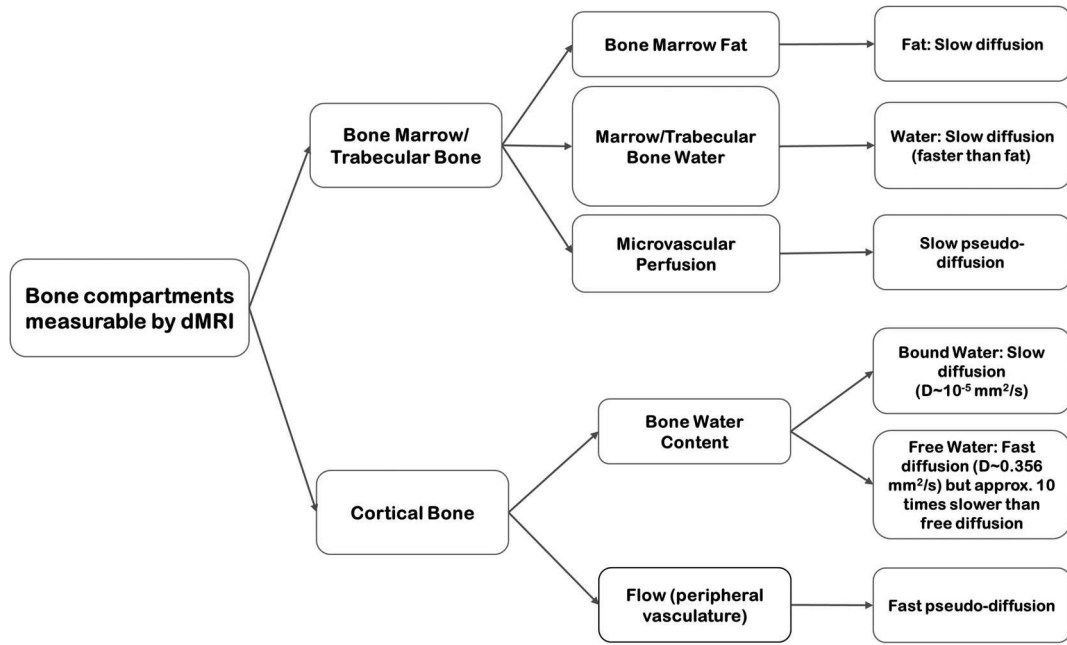 Bone compartments
measurable by dMRI
Bone Marrow/
Trabecular Bone
Bone Marrow Fat
Fat: Slow diffusion
Marrow/Trabecular
Bone Water
Water: Slow diffusion
(faster than fat)
Microvascular
Perfusion
Slow pseudo-
diffusion
Cortical Bone
Bone Water
Content
Bound Water: Slow
diffusion
(D~10⁻⁵ mm²/s)
Free Water: Fast
diffusion (D~0.356
mm²/s) but approx. 10
times slower than
free diffusion
Flow (peripheral
vasculature)
Fast pseudo-diffusion